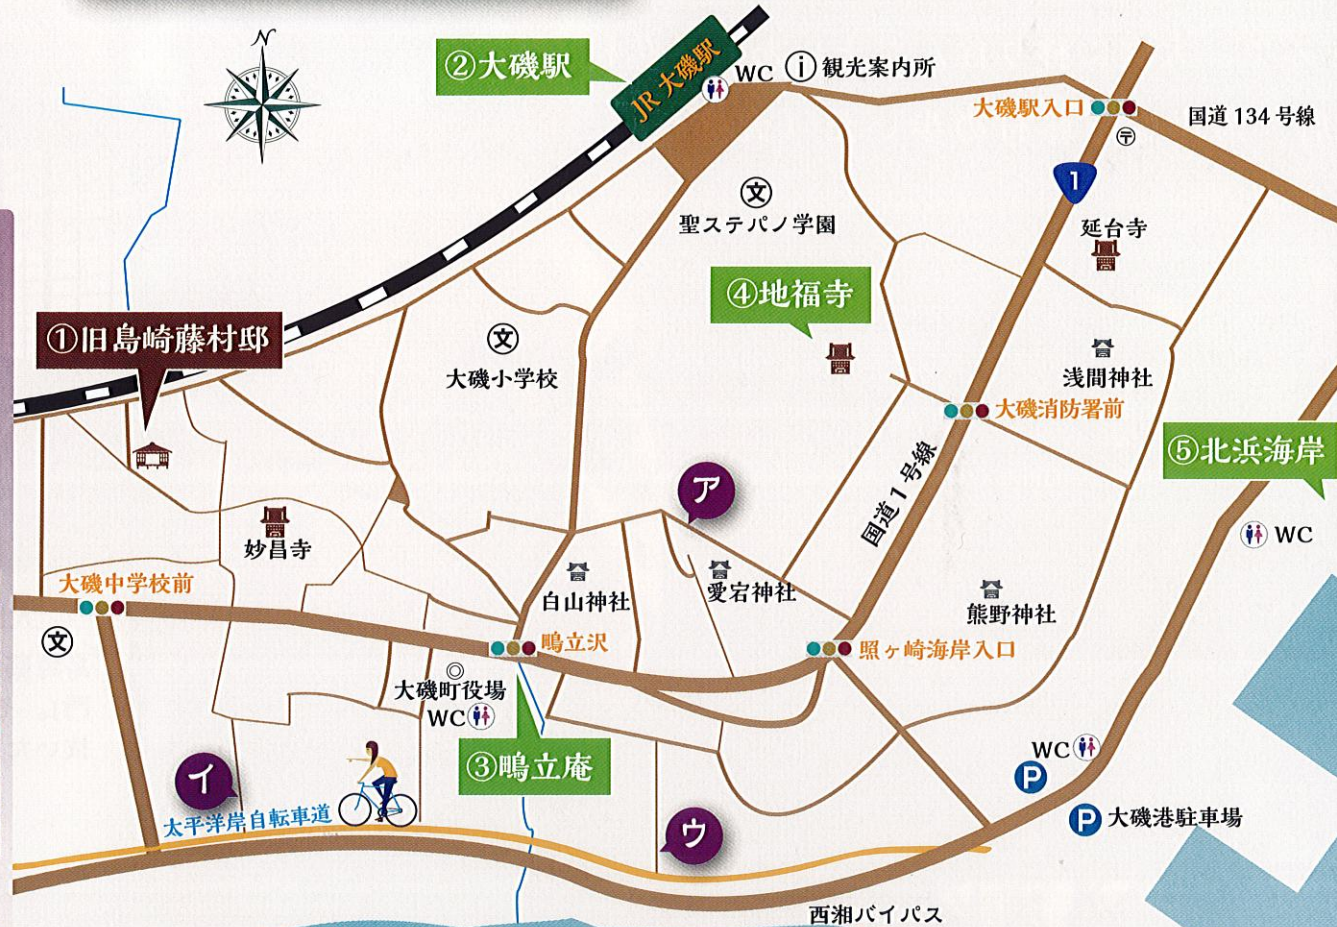 N
②大磯駅
JR 大磯駅
WC
i 観光案内所
大磯駅入口
国道 134 号線
〒
1
文
聖ステパノ学園
延台寺
④地福寺
①旧島崎藤村邸
文
大磯小学校
浅間神社
大磯消防署前
⑤北浜海岸
国道 1 号線
ア
WC
妙昌寺
大磯中学校前
白山神社
愛宕神社
熊野神社
文
鴫立沢
照ヶ崎海岸入口
大磯町役場
WC
③鴫立庵
WC
P
イ
太平洋岸自転車道
ウ
P 大磯港駐車場
西湘バイパス